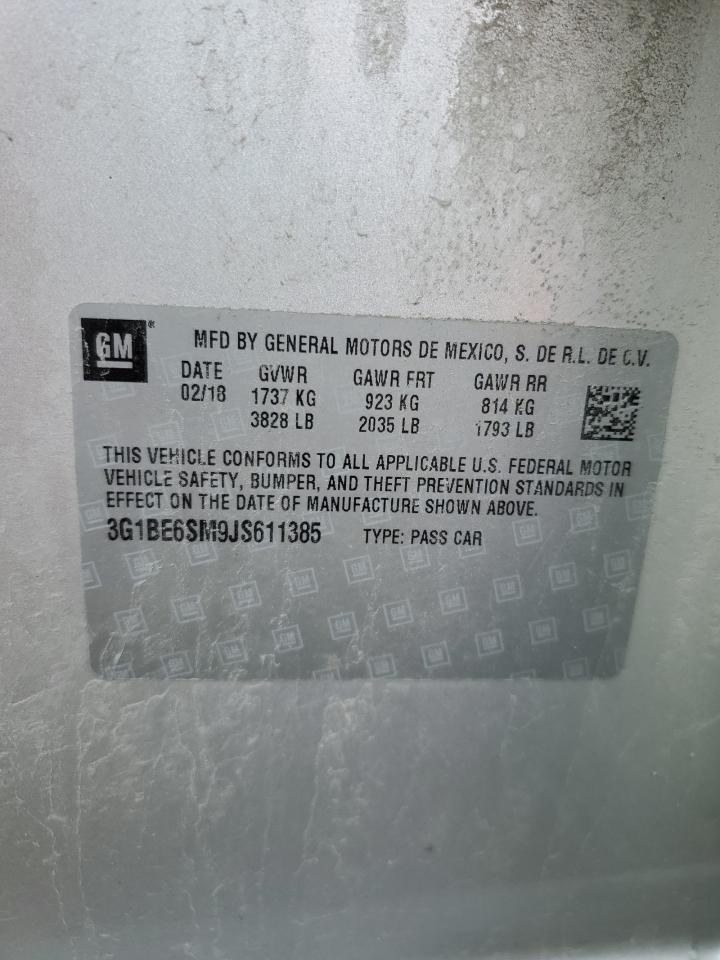 GM®
MFD BY GENERAL MOTORS DE MEXICO, S. DE R.L. DE C.V.
DATE GVWR GAWR FRT GAWR RR
02/18 1737 KG 923 KG 814 KG
3828 LB 2035 LB 1793 LB
THIS VEHICLE CONFORMS TO ALL APPLICABLE U.S. FEDERAL MOTOR
VEHICLE SAFETY, BUMPER, AND THEFT PREVENTION STANDARDS IN
EFFECT ON THE DATE OF MANUFACTURE SHOWN ABOVE.
3G1BE6SM9JS611385 TYPE: PASS CAR